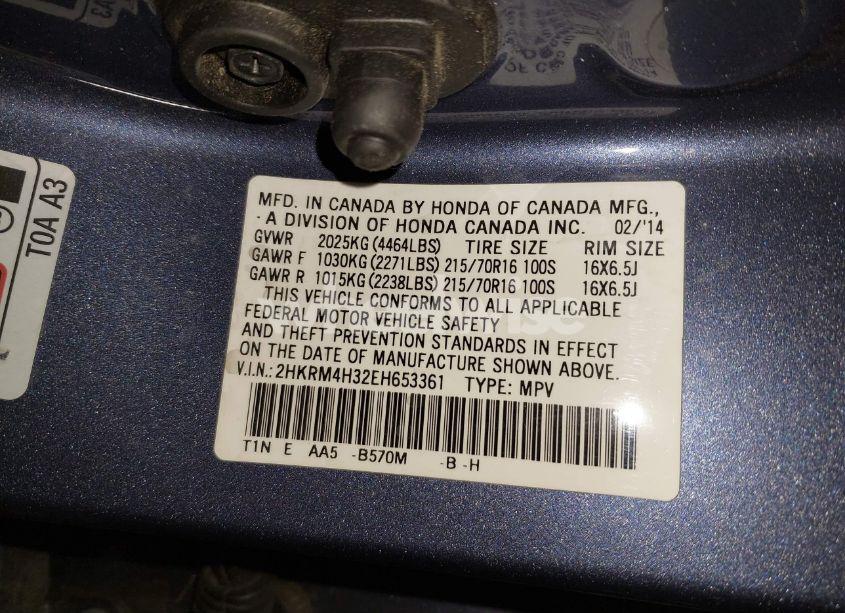 MFD. IN CANADA BY HONDA OF CANADA MFG.,
·A DIVISION OF HONDA CANADA INC. 02/'14
GVWR 2025KG(4464LBS) TIRE SIZE RIM SIZE
GAWR F 1030KG(2271LBS) 215/70R16 100S 16X6.5J
GAWR R 1015KG(2238LBS) 215/70R16 100S 16X6.5J
THIS VEHICLE CONFORMS TO ALL APPLICABLE
FEDERAL MOTOR VEHICLE SAFETY
AND THEFT PREVENTION STANDARDS IN EFFECT
ON THE DATE OF MANUFACTURE SHOWN ABOVE.
V.I.N.: 2HKRM4H32EH653361 TYPE: MPV
T1N E AA5 -B570M -B -H
T0A A3